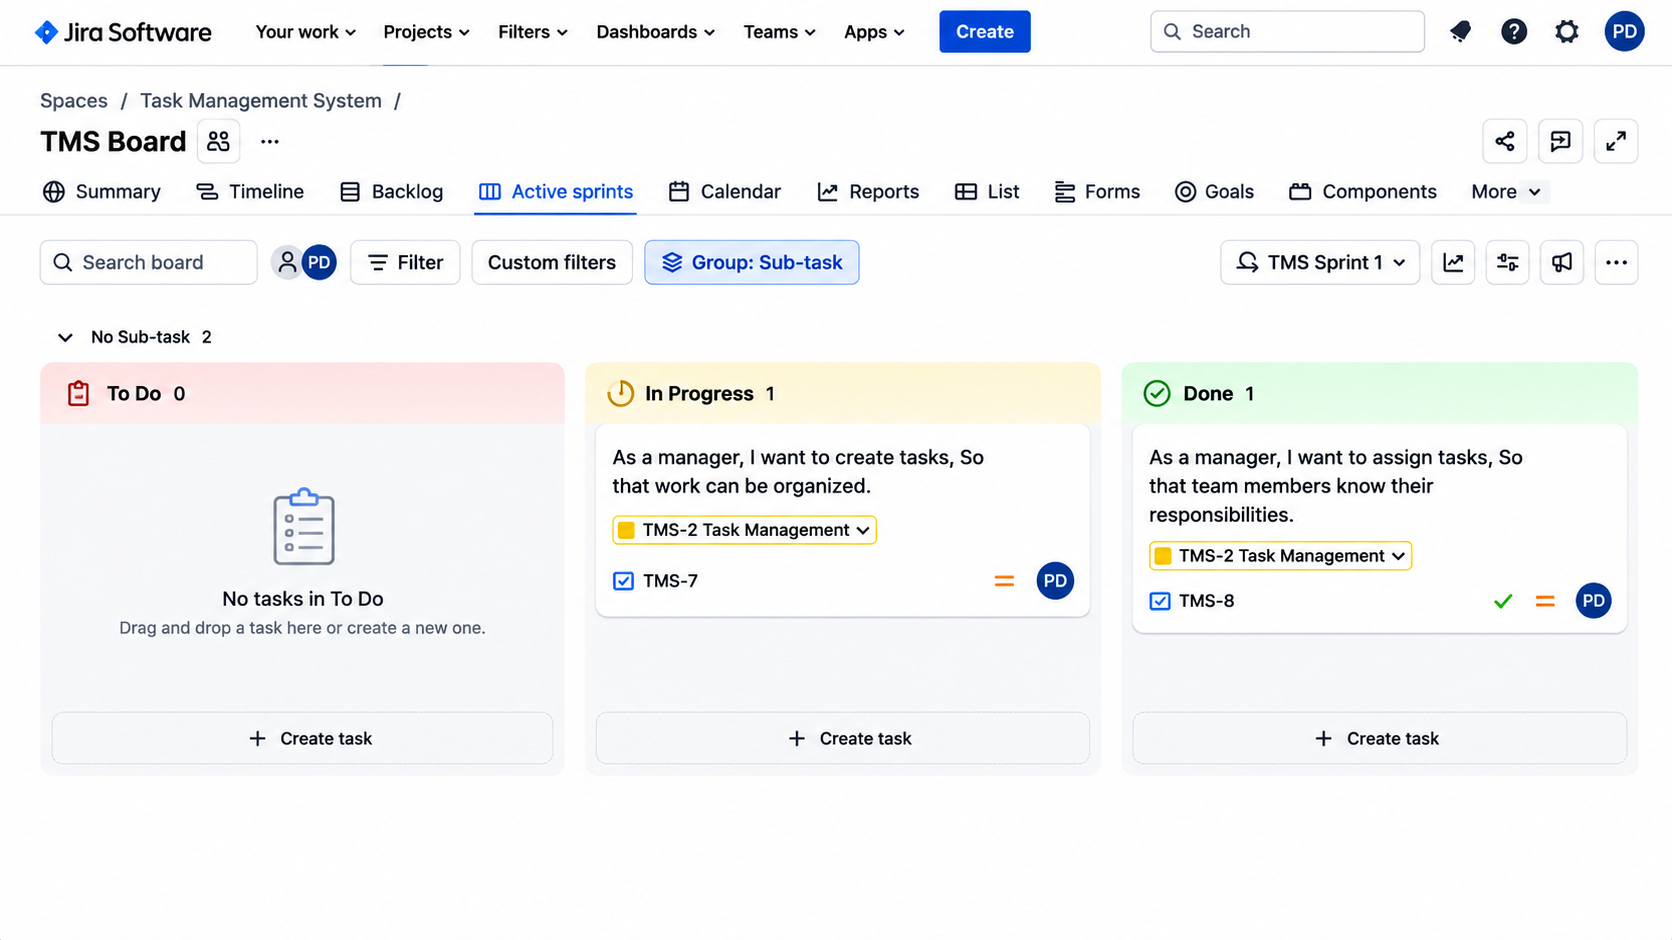 Jira Software Your work Projects Filters Dashboards Teams Apps Create Search ? PD
Spaces / Task Management System /
TMS Board
Summary Timeline Backlog Active sprints Calendar Reports List Forms Goals Components More
Search board PD Filter Custom filters Group: Sub-task TMS Sprint 1
No Sub-task 2
To Do 0
No tasks in To Do
Drag and drop a task here or create a new one.
+ Create task
In Progress 1
As a manager, I want to create tasks, So
that work can be organized.
TMS-2 Task Management
TMS-7 PD
+ Create task
Done 1
As a manager, I want to assign tasks, So
that team members know their
responsibilities.
TMS-2 Task Management
TMS-8 PD
+ Create task